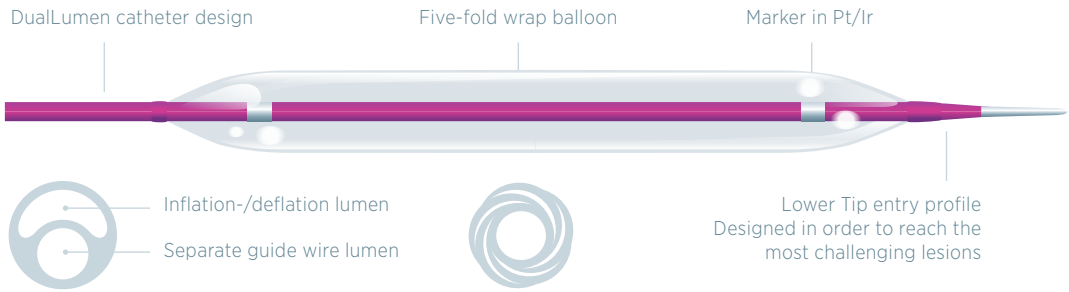 DualLumen catheter design
Five-fold wrap balloon
Marker in Pt/Ir
Inflation-/deflation lumen
Separate guide wire lumen
Lower Tip entry profile
Designed in order to reach the
most challenging lesions